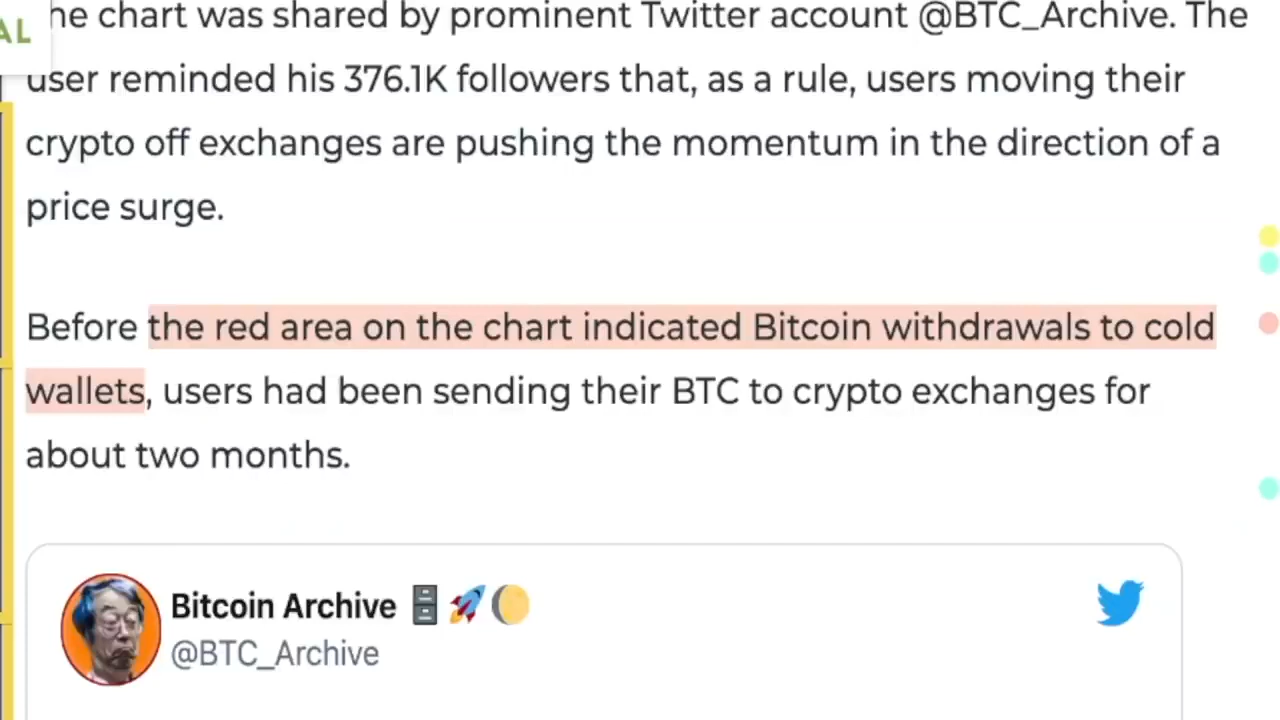 AL
he chart was shared by prominent Twitter account @BTC_Archive. The
user reminded his 376.1K followers that, as a rule, users moving their
crypto off exchanges are pushing the momentum in the direction of a
price surge.
Before the red area on the chart indicated Bitcoin withdrawals to cold
wallets, users had been sending their BTC to crypto exchanges for
about two months.
Bitcoin Archive 🗄️🚀🌔
@BTC_Archive